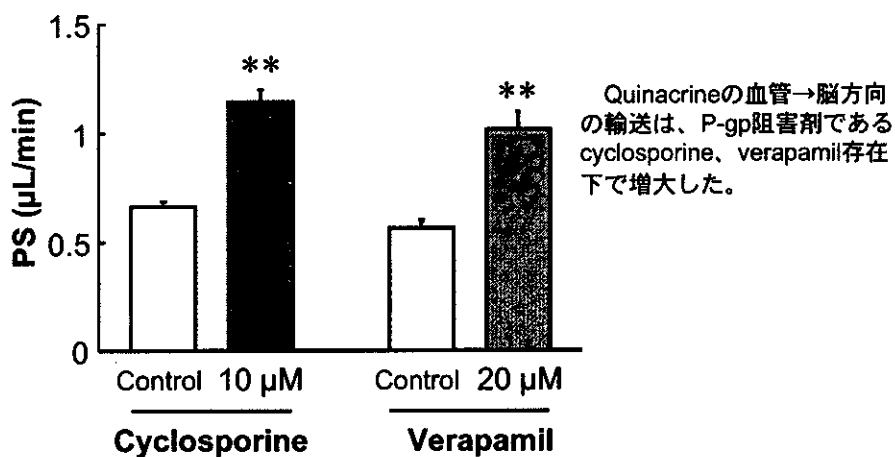 1.5
1
0.5
0
PS (µL/min)
**
**
Control 10 µM
Control 20 µM
Cyclosporine
Verapamil
Quinacrineの血管→脳方向
の輸送は、P-gp阻害剤である
cyclosporine、verapamil存在
下で増大した。